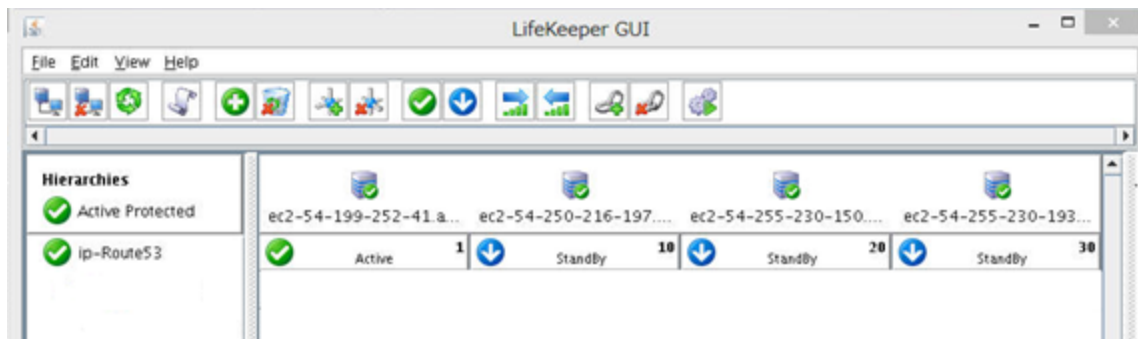 LifeKeeper GUI
File Edit View Help
Hierarchies
Active Protected
ec2-54-199-252-41.a... ec2-54-250-216-197.... ec2-54-255-230-150.... ec2-54-255-230-193...
ip-Route53
Active 1 StandBy 10 StandBy 20 StandBy 30